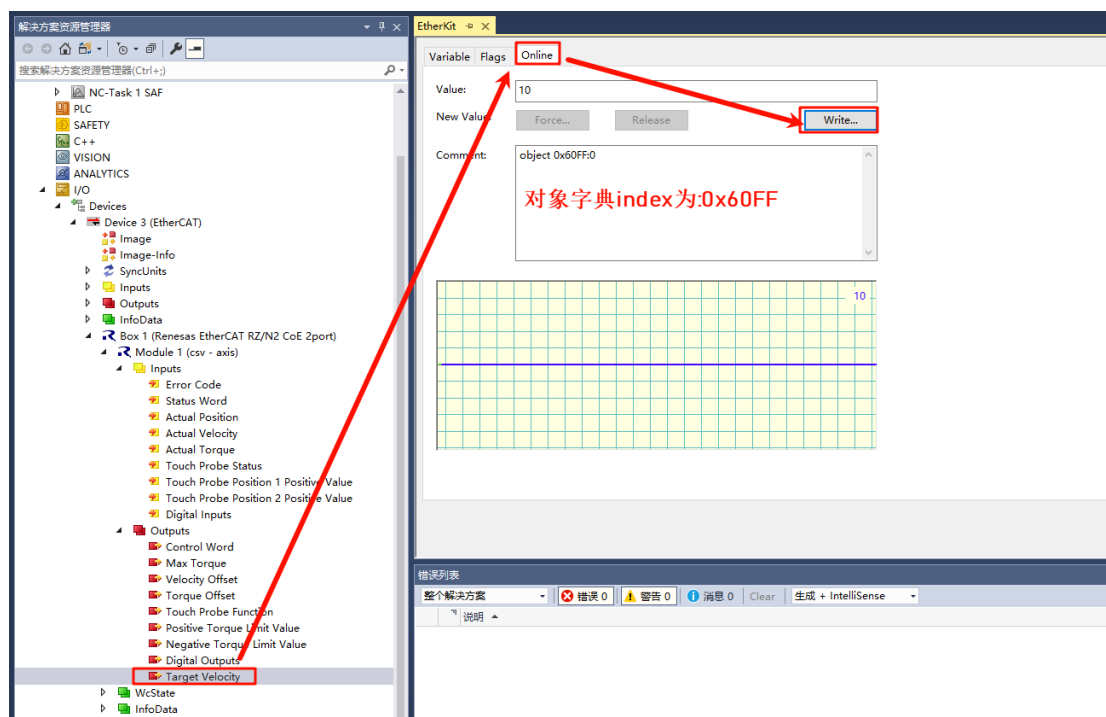 解决方案资源管理器
搜索解决方案资源管理器(Ctrl+;)
NC-Task 1 SAF
PLC
SAFETY
C++
VISION
ANALYTICS
I/O
Devices
Device 3 (EtherCAT)
Image
Image-Info
SyncUnits
Inputs
Outputs
InfoData
Box 1 (Renesas EtherCAT RZ/N2 CoE 2port)
Module 1 (csv - axis)
Inputs
Error Code
Status Word
Actual Position
Actual Velocity
Actual Torque
Touch Probe Status
Touch Probe Position 1 Positive Value
Touch Probe Position 2 Positive Value
Digital Inputs
Outputs
Control Word
Max Torque
Velocity Offset
Torque Offset
Touch Probe Function
Positive Torque Limit Value
Negative Torque Limit Value
Digital Outputs
Target Velocity
WcState
InfoData
EtherKit
Variable Flags Online
Value: 10
New Value: Force... Release Write...
Comment: object 0x60FF:0
对象字典index为:0x60FF
10
错误列表
整个解决方案 错误 0 警告 0 消息 0 Clear 生成 + IntelliSense
说明